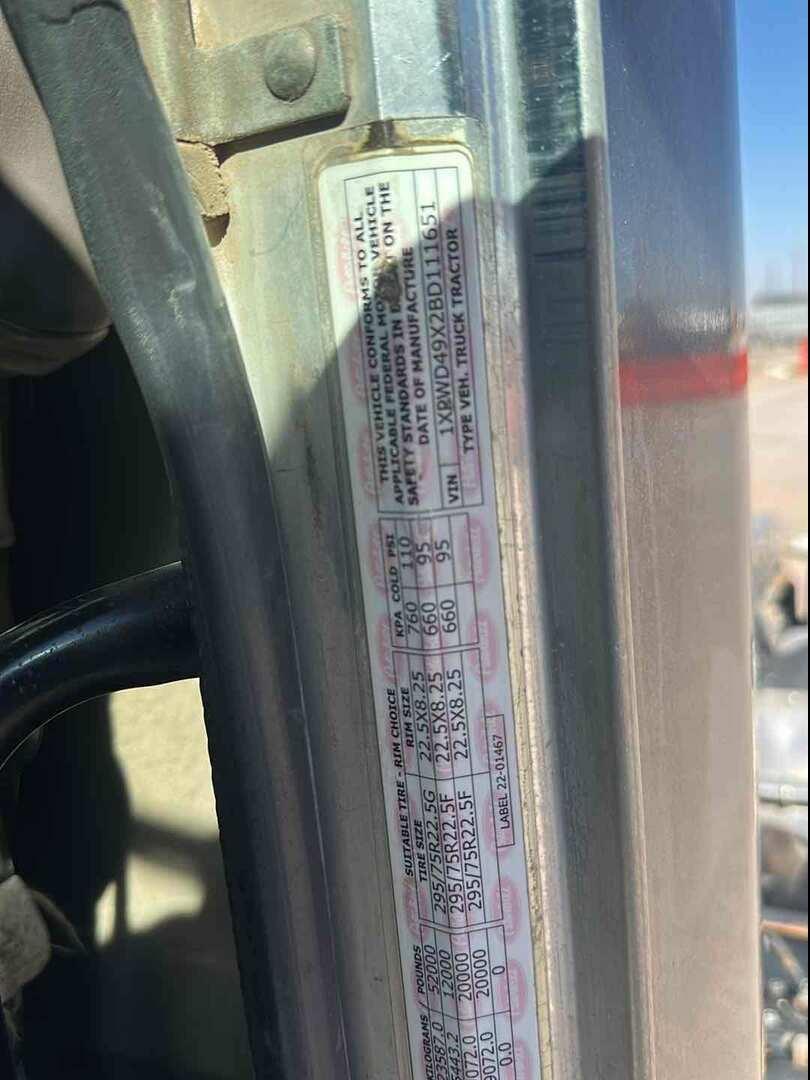 KILOGRAMS / POUNDS
23587.0 52000
5443.2 12000
9072.0 20000
9072.0 20000
0.0 0
SUITABLE TIRE - RIM CHOICE
TIRE SIZE RIM SIZE KPA COLD PSI
295/75R22.5G 22.5X8.25 760 110
295/75R22.5F 22.5X8.25 660 95
295/75R22.5F 22.5X8.25 660 95
LABEL 22-01467
THIS VEHICLE CONFORMS TO ALL
APPLICABLE FEDERAL MOTOR VEHICLE
SAFETY STANDARDS IN ON THE
DATE OF MANUFACTURE
VIN 1XPWD49X2BD111651
TYPE VEH. TRUCK TRACTOR